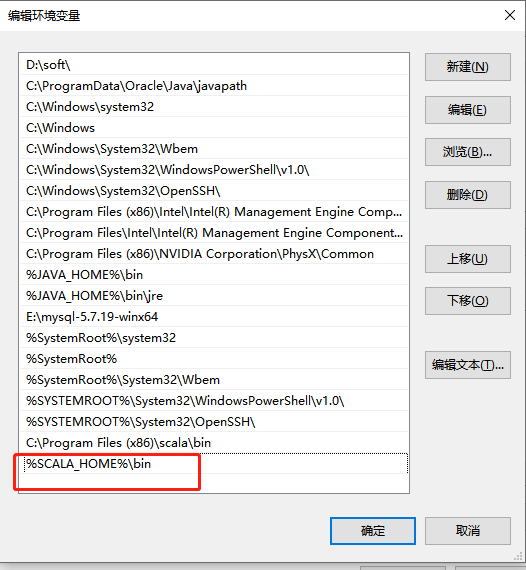 编辑环境变量
D:\soft\
C:\ProgramData\Oracle\Java\javapath
C:\Windows\system32
C:\Windows
C:\Windows\System32\Wbem
C:\Windows\System32\WindowsPowerShell\v1.0\
C:\Windows\System32\OpenSSH\
C:\Program Files (x86)\Intel\Intel(R) Management Engine Comp...
C:\Program Files\Intel\Intel(R) Management Engine Component...
C:\Program Files (x86)\NVIDIA Corporation\PhysX\Common
%JAVA_HOME%\bin
%JAVA_HOME%\bin\jre
E:\mysql-5.7.19-winx64
%SystemRoot%\system32
%SystemRoot%
%SystemRoot%\System32\Wbem
%SYSTEMROOT%\System32\WindowsPowerShell\v1.0\
%SYSTEMROOT%\System32\OpenSSH\
C:\Program Files (x86)\scala\bin
%SCALA_HOME%\bin
新建(N)
编辑(E)
浏览(B)...
删除(D)
上移(U)
下移(O)
编辑文本(T)...
确定
取消